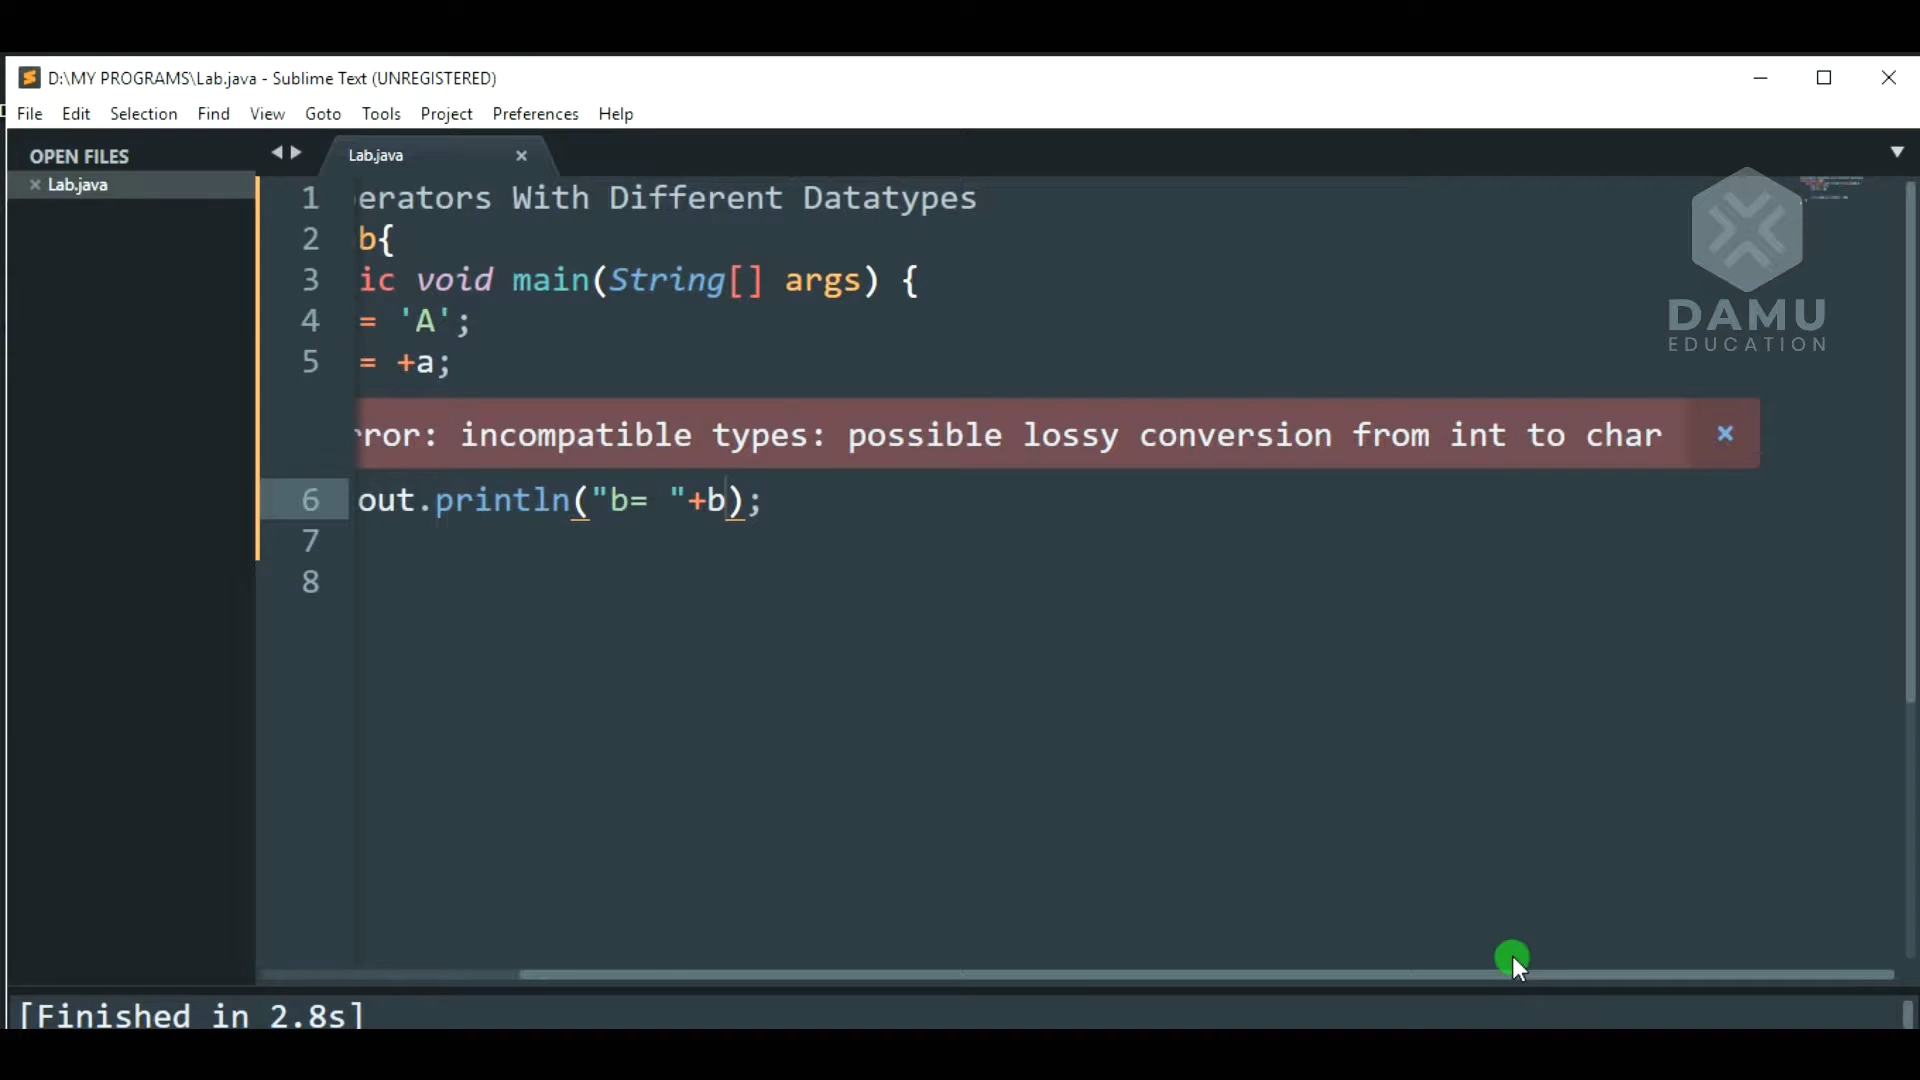 D:\MY PROGRAMS\Lab.java - Sublime Text (UNREGISTERED)
File Edit Selection Find View Goto Tools Project Preferences Help
OPEN FILES
Lab.java
Lab.java
1 erators With Different Datatypes
2 b{
3 ic void main(String[] args) {
4 = 'A';
5 = +a;
rror: incompatible types: possible lossy conversion from int to char
6 out.println("b= "+b);
7
8
DAMU
EDUCATION
[Finished in 2.8s]